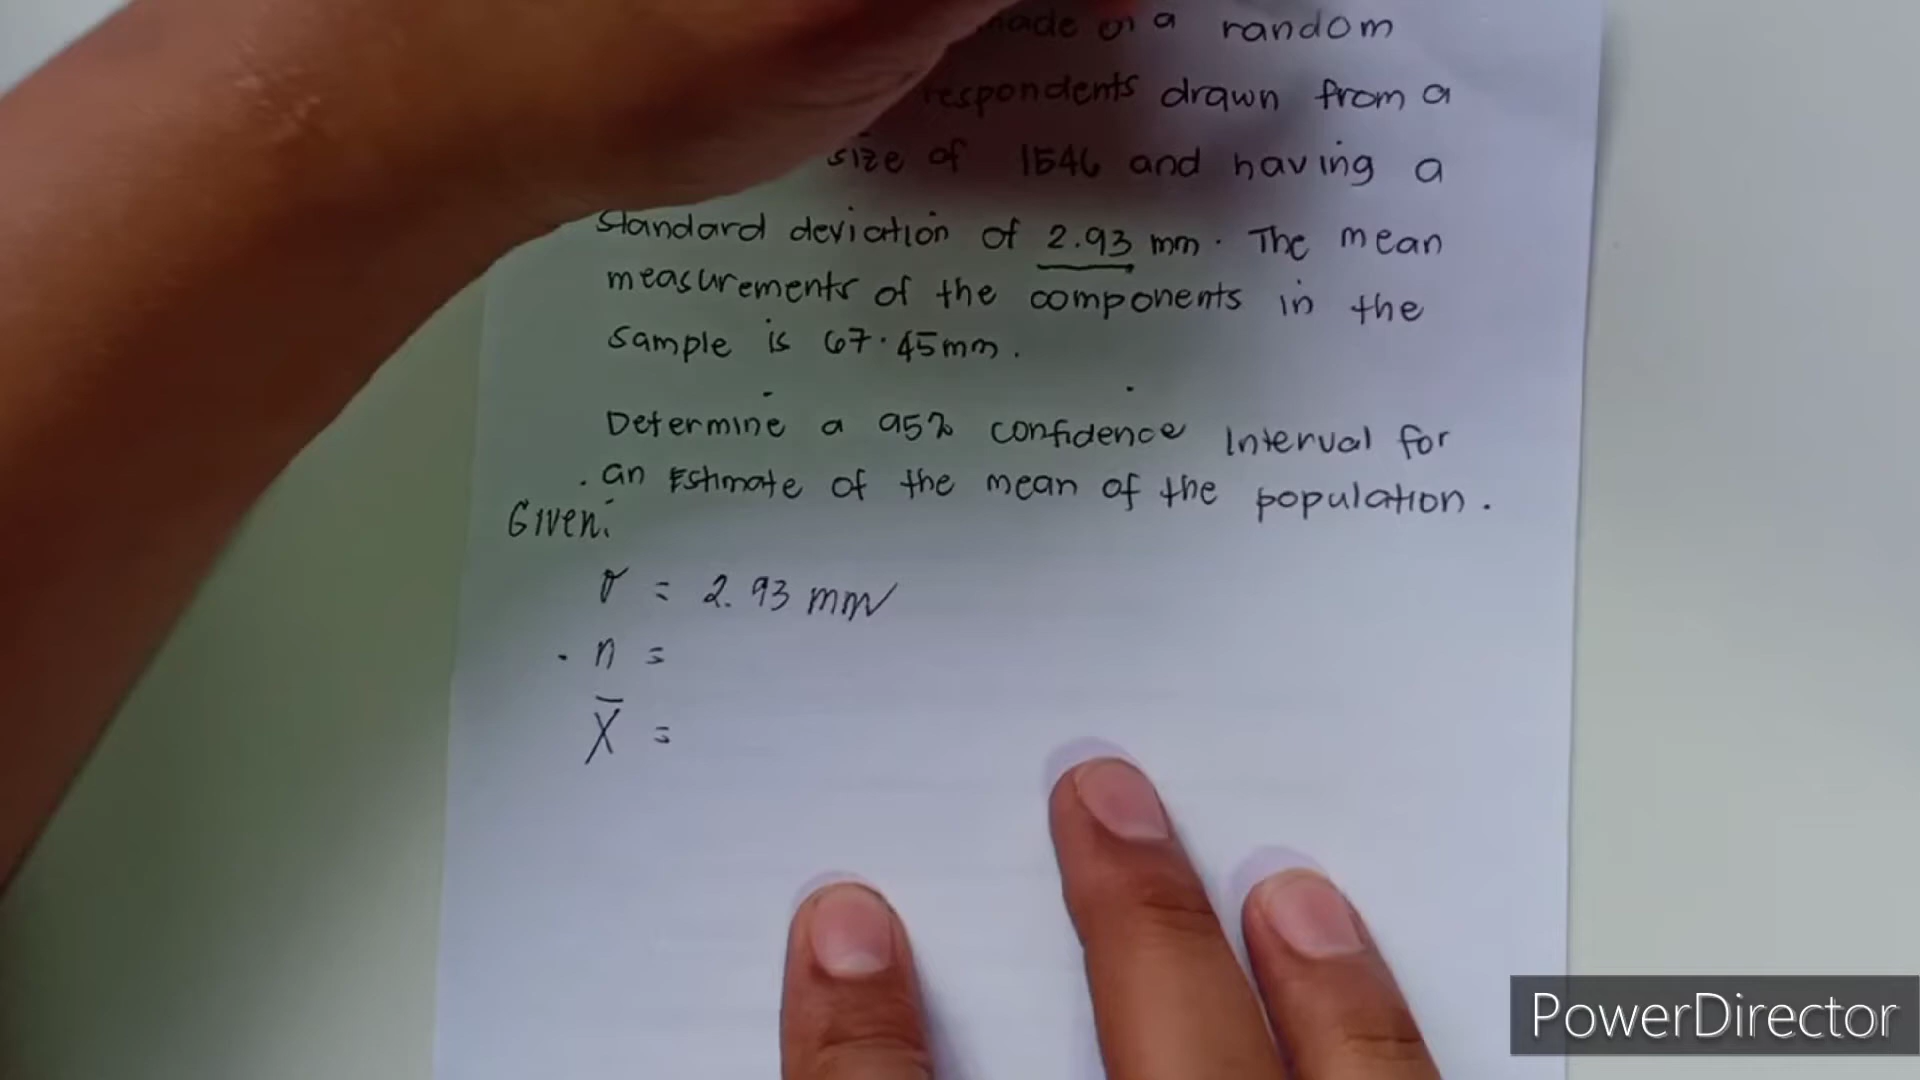 made of a random
respondents drawn from a
size of 1546 and having a
standard deviation of 2.93 mm. The mean
measurements of the components in the
sample is 67.45mm.
Determine a 95% confidence Interval for
an Estimate of the mean of the population.
Given:
σ = 2.93 mm
n =
X̄ =
PowerDirector